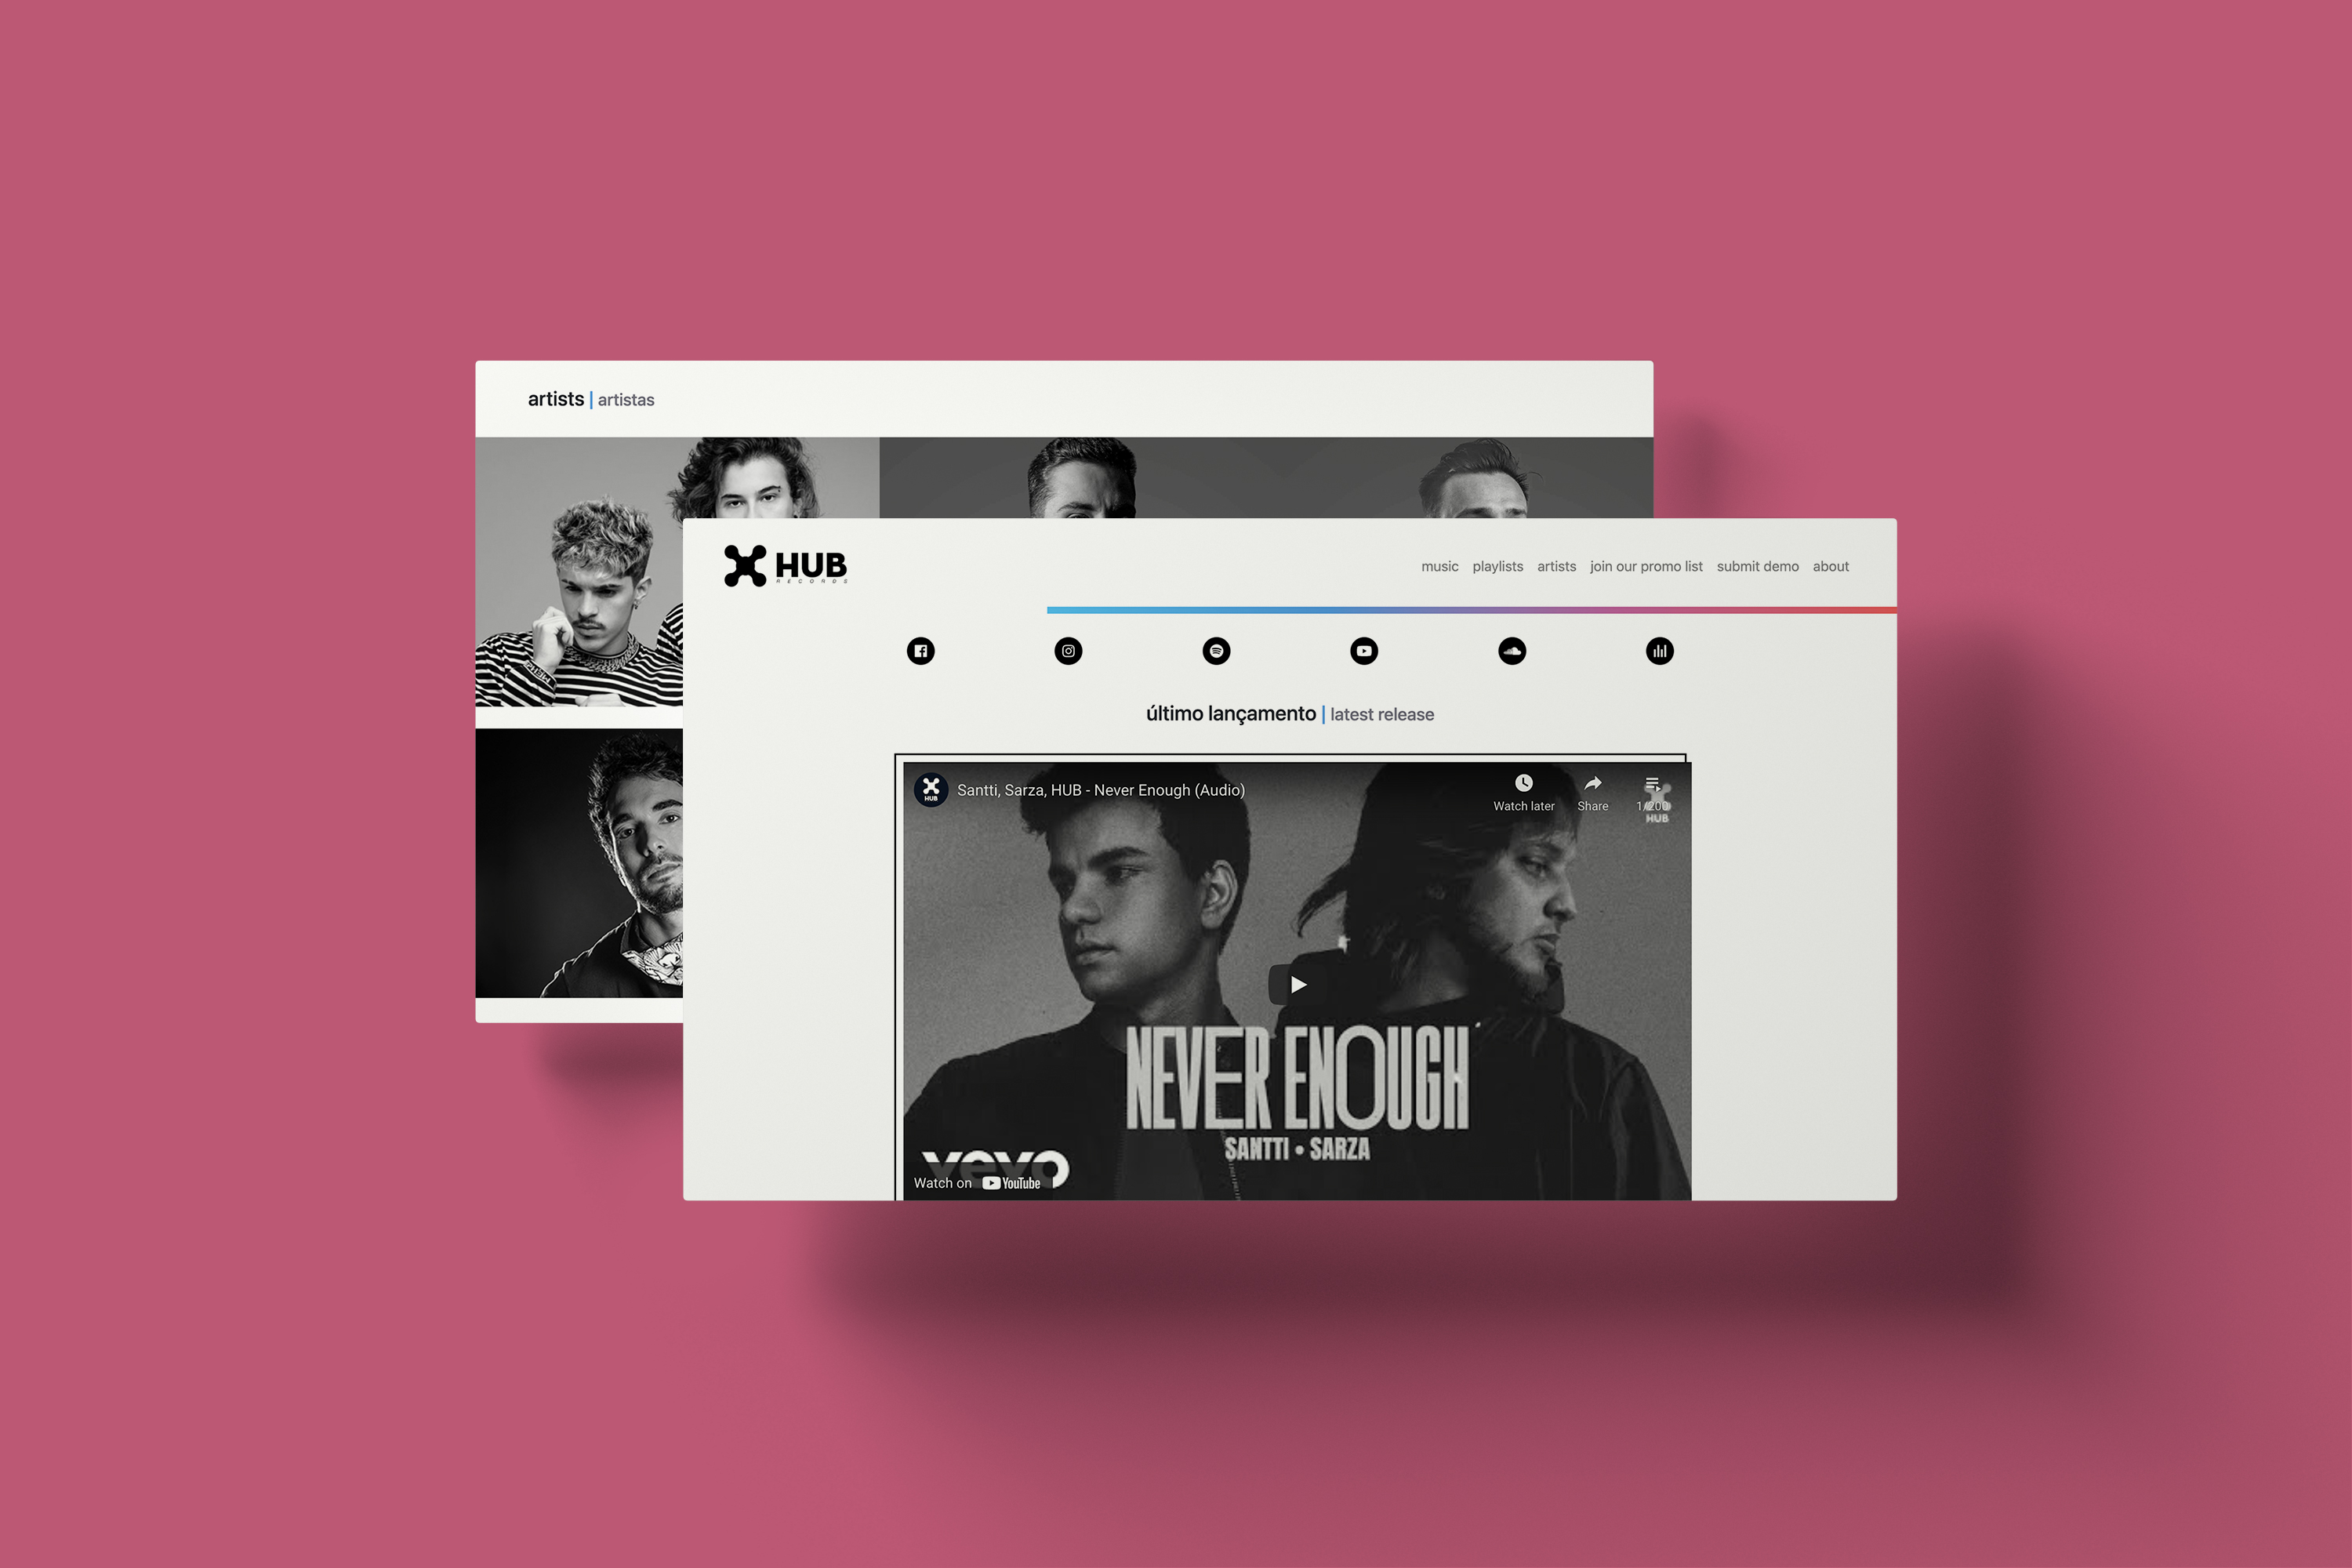 artists | artistas
HUB
RECORDS
music playlists artists join our promo list submit demo about
último lançamento | latest release
HUB
Santti, Sarza, HUB - Never Enough (Audio)
Watch later Share 1/200
HUB
NEVER ENOUGH
SANTTI • SARZA
vevo
Watch on YouTube